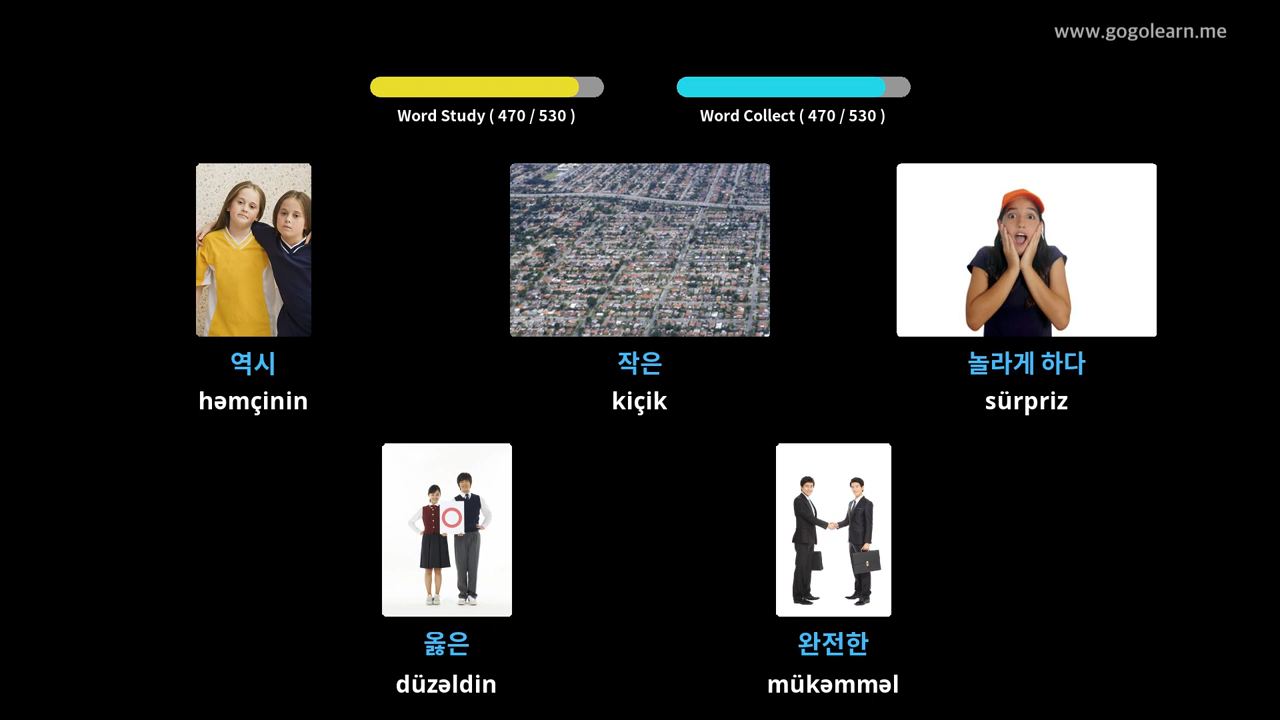 www.gogolearn.me
Word Study ( 470 / 530 )
Word Collect ( 470 / 530 )
역시
həmçinin
작은
kiçik
놀라게 하다
sürpriz
옳은
düzəldin
완전한
mükəmməl